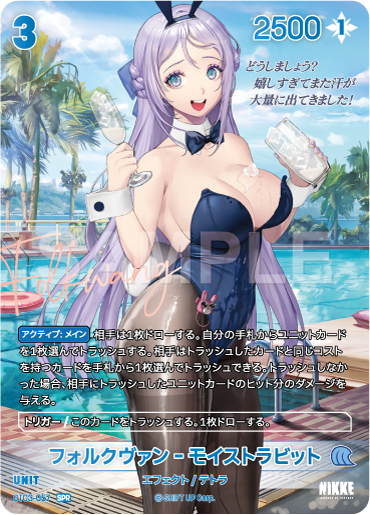 3
2500 1
どうしましょう?
嬉しすぎてまた汗が
大量に出てきました!
SAMPLE
Folkwang
アクティブ:メイン 相手は1枚ドローする。自分の手札からユニットカード
を1枚選んでトラッシュする。相手はトラッシュしたカードと同じコスト
を持つカードを手札から1枚選んでトラッシュできる。トラッシュしなか
った場合、相手にトラッシュしたユニットカードのヒット分のダメージを
与える。
トリガー/このカードをトラッシュする。1枚ドローする。
フォルクヴァン - モイストラビット
UNIT
エフェクト/テトラ
SPR
©SHIFT UP Corp.
NIKKE